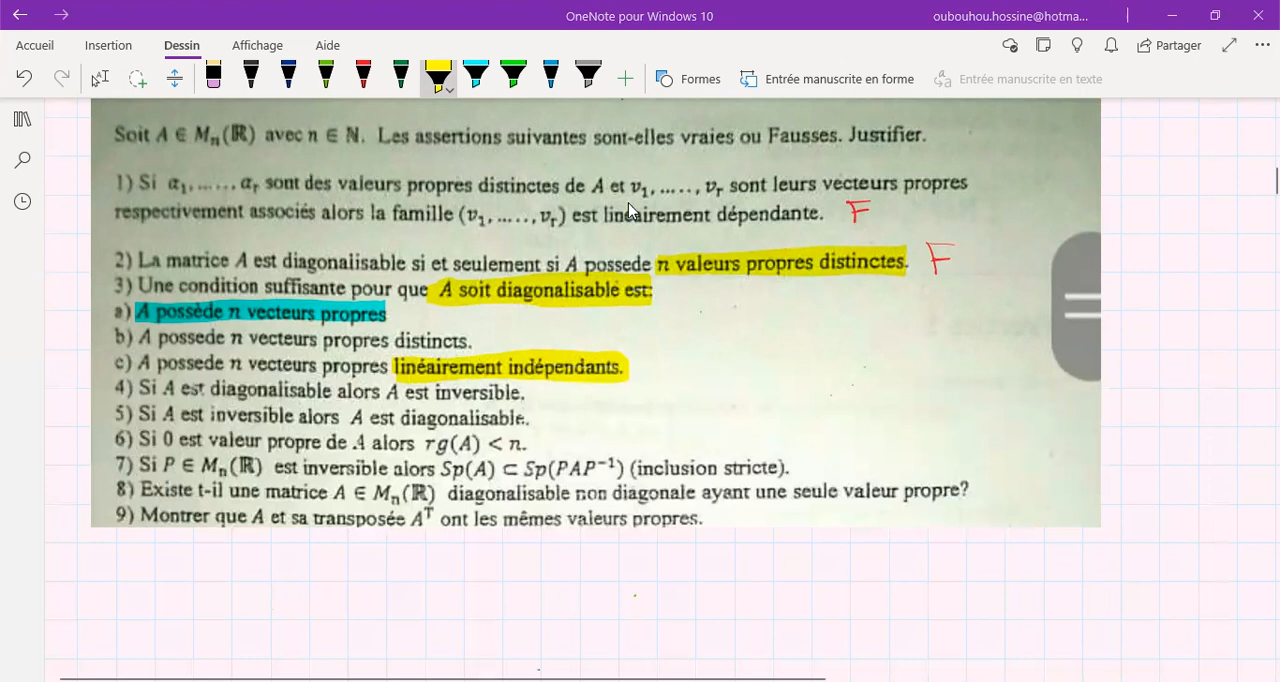 OneNote pour Windows 10
oubouhou.hossine@hotma...
Accueil Insertion Dessin Affichage Aide
Partager
Formes Entrée manuscrite en forme Entrée manuscrite en texte
Soit A ∈ Mₙ(ℝ) avec n ∈ ℕ. Les assertions suivantes sont-elles vraies ou Fausses. Justifier.
1) Si α₁,......, αᵣ sont des valeurs propres distinctes de A et v₁, ....., vᵣ sont leurs vecteurs propres
respectivement associés alors la famille (v₁, ....., vᵣ) est linéairement dépendante. F
2) La matrice A est diagonalisable si et seulement si A possede n valeurs propres distinctes. F
3) Une condition suffisante pour que A soit diagonalisable est:
a) A possède n vecteurs propres
b) A possede n vecteurs propres distincts.
c) A possede n vecteurs propres linéairement indépendants.
4) Si A est diagonalisable alors A est inversible.
5) Si A est inversible alors A est diagonalisable.
6) Si 0 est valeur propre de A alors rg(A) < n.
7) Si P ∈ Mₙ(ℝ) est inversible alors Sp(A) ⊂ Sp(PAP⁻¹) (inclusion stricte).
8) Existe t-il une matrice A ∈ Mₙ(ℝ) diagonalisable non diagonale ayant une seule valeur propre?
9) Montrer que A et sa transposée Aᵀ ont les mêmes valeurs propres.